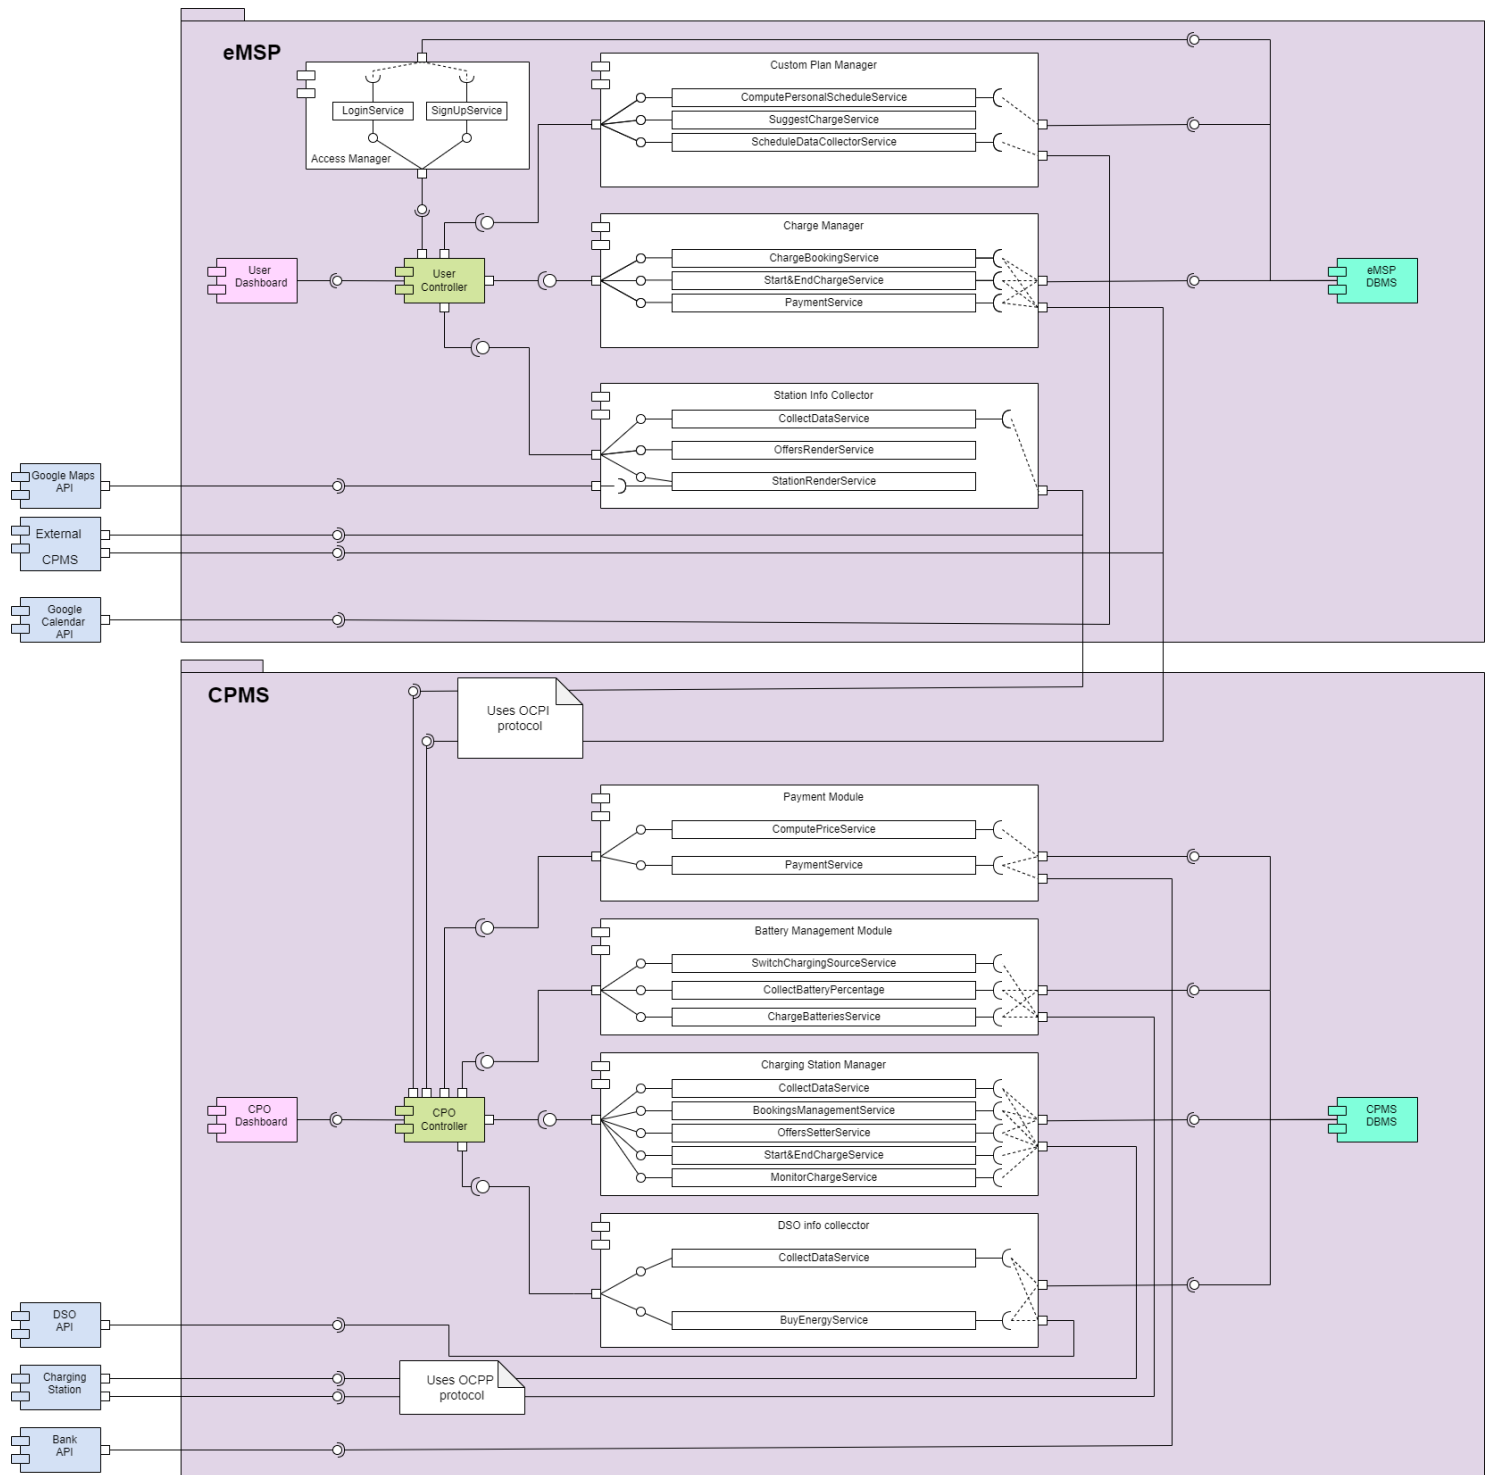 eMSP
Custom Plan Manager
ComputePersonalScheduleService
SuggestChargeService
ScheduleDataCollectorService
LoginService
SignUpService
Access Manager
Charge Manager
ChargeBookingService
Start&EndChargeService
PaymentService
User
Dashboard
User
Controller
eMSP
DBMS
Station Info Collector
CollectDataService
OffersRenderService
StationRenderService
Google Maps
API
External
CPMS
Google
Calendar
API
CPMS
Uses OCPI
protocol
Payment Module
ComputePriceService
PaymentService
Battery Management Module
SwitchChargingSourceService
CollectBatteryPercentage
ChargeBatteriesService
Charging Station Manager
CollectDataService
BookingsManagementService
OffersSetterService
Start&EndChargeService
MonitorChargeService
CPO
Dashboard
CPO
Controller
CPMS
DBMS
DSO info collecctor
CollectDataService
BuyEnergyService
DSO
API
Charging
Station
Uses OCPP
protocol
Bank
API